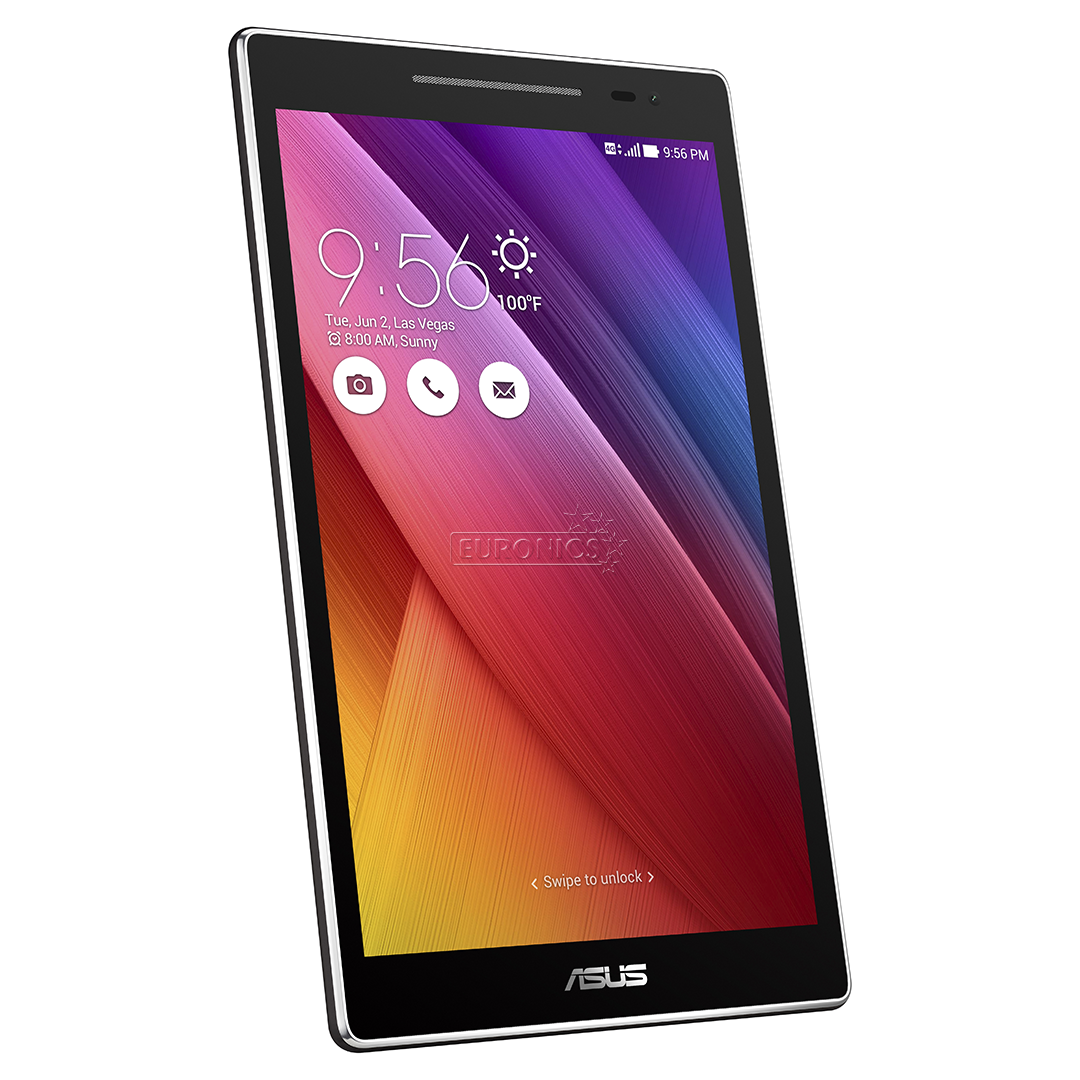 4G 9:56 PM
9:56
100°F
Tue, Jun 2, Las Vegas
8:00 AM, Sunny
EURONICS
< Swipe to unlock >
ASUS